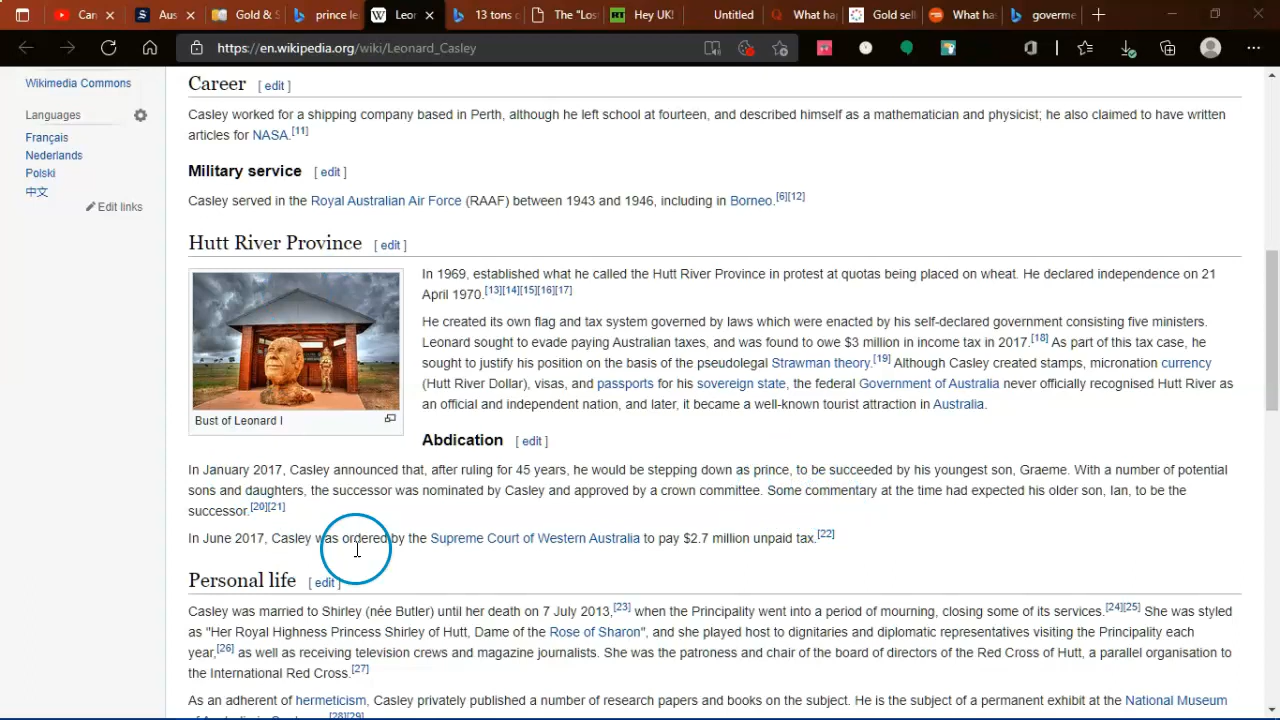 Can
Aus
Gold & S
prince le
Leon
13 tons c
The "Los
Hey UK!
Untitled
What ha
Gold sell
What ha
goverme
https://en.wikipedia.org/wiki/Leonard_Casley
Wikimedia Commons
Languages
Français
Nederlands
Polski
中文
Edit links
Career [ edit ]
Casley worked for a shipping company based in Perth, although he left school at fourteen, and described himself as a mathematician and physicist; he also claimed to have written
articles for NASA.[11]
Military service [ edit ]
Casley served in the Royal Australian Air Force (RAAF) between 1943 and 1946, including in Borneo.[6][12]
Hutt River Province [ edit ]
Bust of Leonard I
In 1969, established what he called the Hutt River Province in protest at quotas being placed on wheat. He declared independence on 21
April 1970.[13][14][15][16][17]
He created its own flag and tax system governed by laws which were enacted by his self-declared government consisting five ministers.
Leonard sought to evade paying Australian taxes, and was found to owe $3 million in income tax in 2017.[18] As part of this tax case, he
sought to justify his position on the basis of the pseudolegal Strawman theory.[19] Although Casley created stamps, micronation currency
(Hutt River Dollar), visas, and passports for his sovereign state, the federal Government of Australia never officially recognised Hutt River as
an official and independent nation, and later, it became a well-known tourist attraction in Australia.
Abdication [ edit ]
In January 2017, Casley announced that, after ruling for 45 years, he would be stepping down as prince, to be succeeded by his youngest son, Graeme. With a number of potential
sons and daughters, the successor was nominated by Casley and approved by a crown committee. Some commentary at the time had expected his older son, Ian, to be the
successor.[20][21]
In June 2017, Casley was ordered by the Supreme Court of Western Australia to pay $2.7 million unpaid tax.[22]
Personal life [ edit ]
Casley was married to Shirley (née Butler) until her death on 7 July 2013,[23] when the Principality went into a period of mourning, closing some of its services.[24][25] She was styled
as "Her Royal Highness Princess Shirley of Hutt, Dame of the Rose of Sharon", and she played host to dignitaries and diplomatic representatives visiting the Principality each
year,[26] as well as receiving television crews and magazine journalists. She was the patroness and chair of the board of directors of the Red Cross of Hutt, a parallel organisation to
the International Red Cross.[27]
As an adherent of hermeticism, Casley privately published a number of research papers and books on the subject. He is the subject of a permanent exhibit at the National Museum
[28][29]